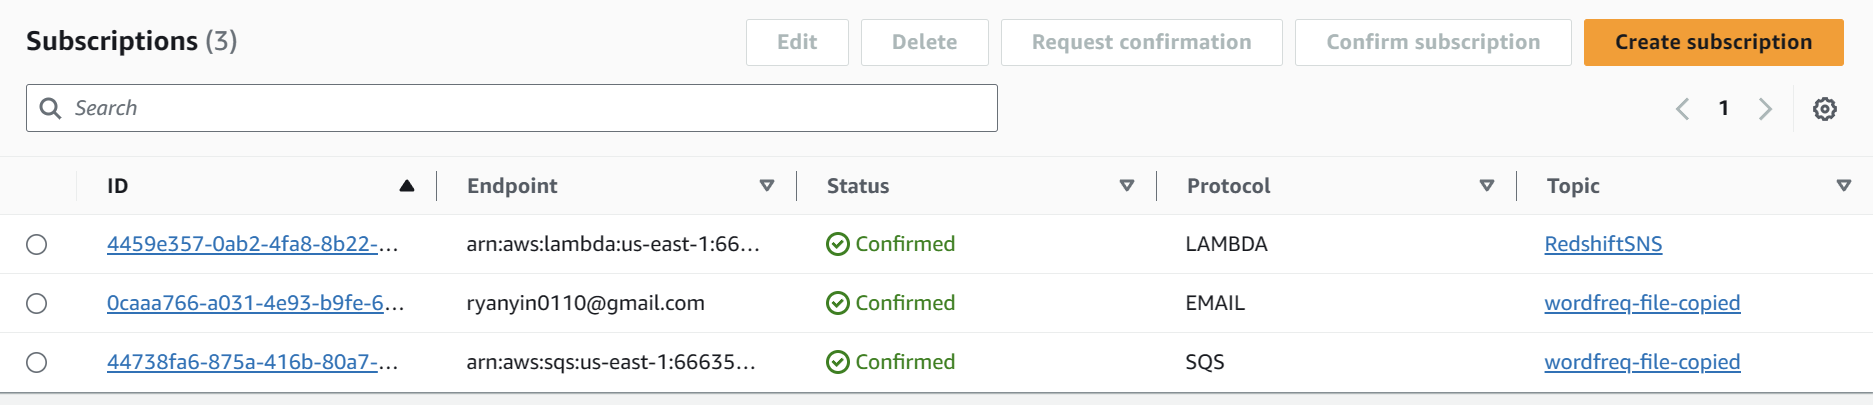 Subscriptions (3) Edit Delete Request confirmation Confirm subscription Create subscription
Search 1
ID Endpoint Status Protocol Topic
4459e357-0ab2-4fa8-8b22-... arn:aws:lambda:us-east-1:66... Confirmed LAMBDA RedshiftSNS
0caaa766-a031-4e93-b9fe-6... ryanyin0110@gmail.com Confirmed EMAIL wordfreq-file-copied
44738fa6-875a-416b-80a7-... arn:aws:sqs:us-east-1:66635... Confirmed SQS wordfreq-file-copied